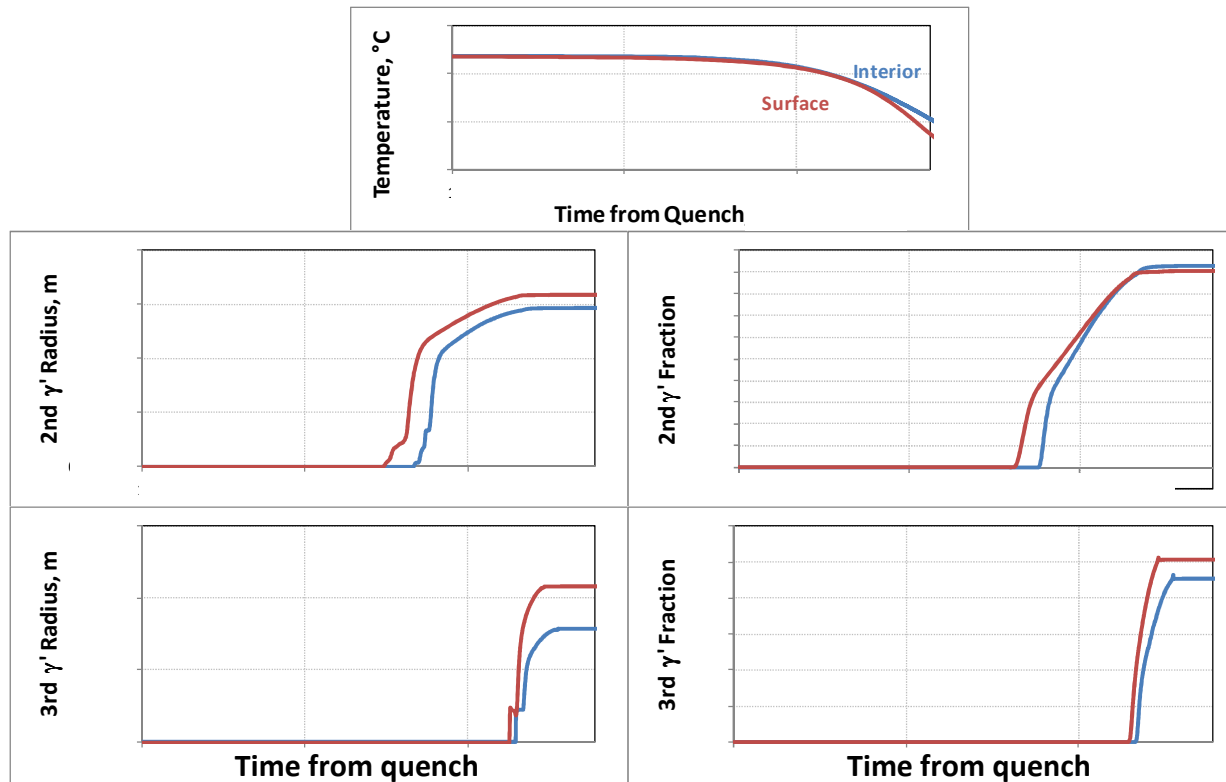 Temperature, °C
Interior
Surface
Time from Quench
2nd γ' Radius, m
2nd γ' Fraction
3rd γ' Radius, m
3rd γ' Fraction
Time from quench
Time from quench